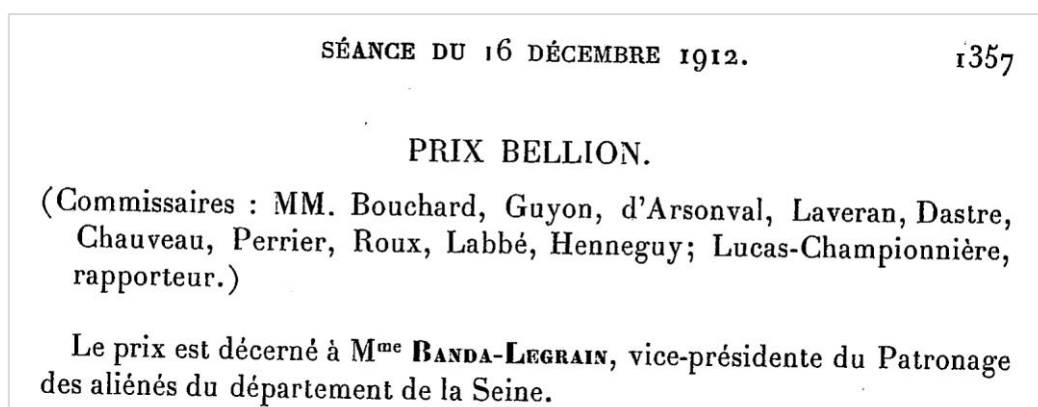 SÉANCE DU 16 DÉCEMBRE 1912. 1357
PRIX BELLION.
(Commissaires : MM. Bouchard, Guyon, d'Arsonval, Laveran, Dastre,
Chauveau, Perrier, Roux, Labbé, Henneguy; Lucas-Championnière,
rapporteur.)
Le prix est décerné à Mme BANDA-LEGRAIN, vice-présidente du Patronage
des aliénés du département de la Seine.